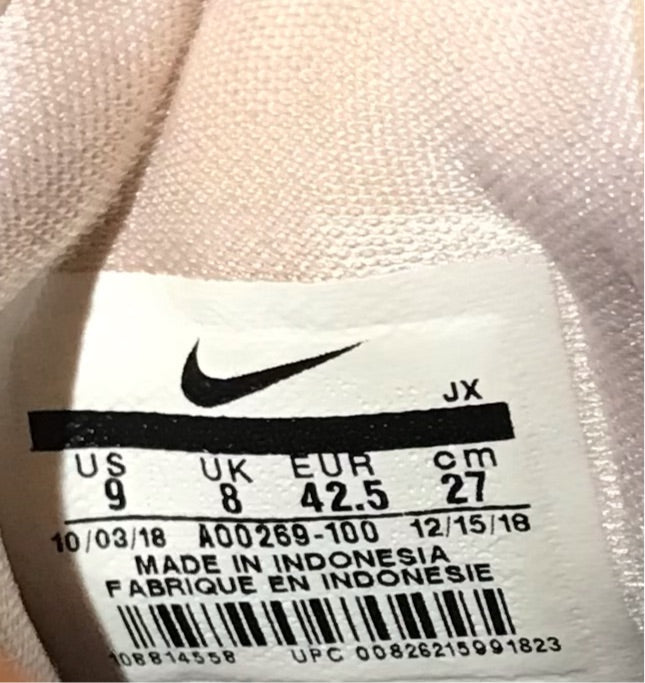 JX
US UK EUR cm
9 8 42.5 27
10/03/18 AO0269-100 12/15/18
MADE IN INDONESIA
FABRIQUE EN INDONESIE
108814558 UPC 00826215991823